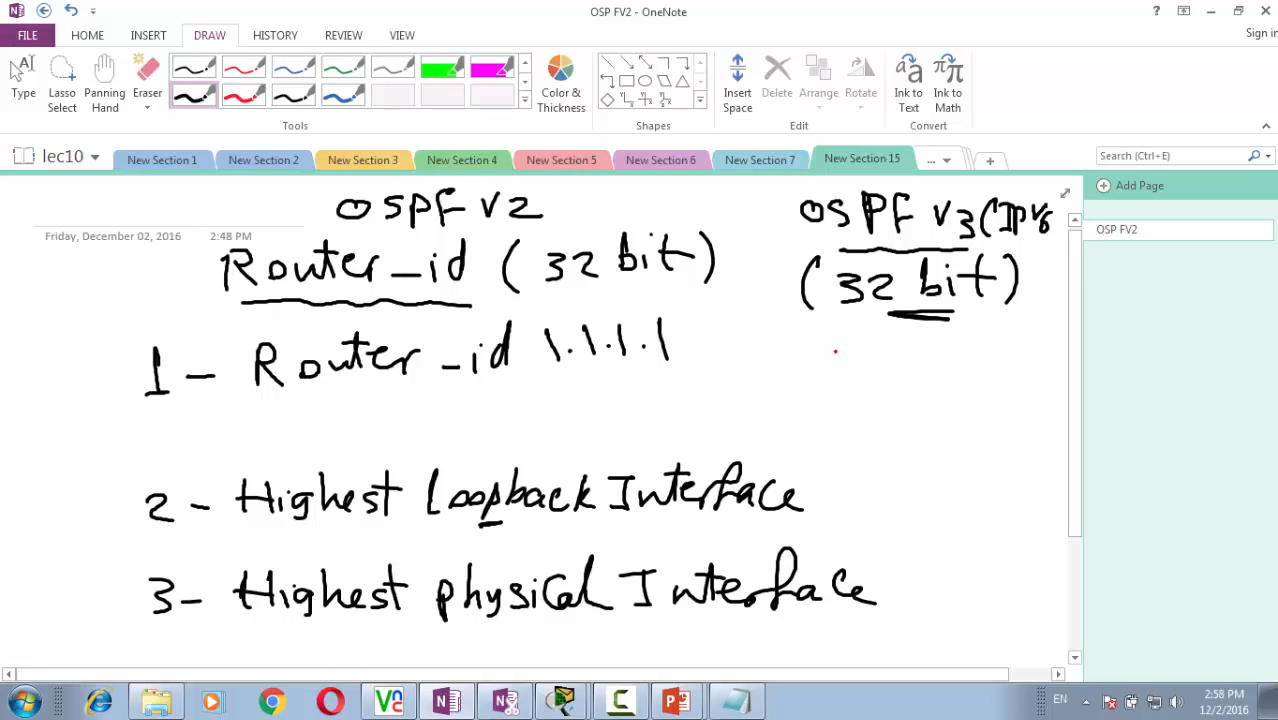 OSP FV2 - OneNote
?
Sign in
FILE HOME INSERT DRAW HISTORY REVIEW VIEW
Type
Lasso Select
Panning Hand
Eraser
Color & Thickness
Insert Space
Delete
Arrange
Rotate
Ink to Text
Ink to Math
Tools
Shapes
Edit
Convert
lec10
New Section 1 New Section 2 New Section 3 New Section 4 New Section 5 New Section 6 New Section 7 New Section 15 ...
Search (Ctrl+E)
Add Page
OSP FV2
OSPF V2
OSPF V3 (IPV6
Friday, December 02, 2016 2:48 PM
Router_id (32 bit)
(32 bit)
1 - Router_id 1.1.1.1
2 - Highest Loopback Interface
3 - Highest physical Interface
EN
2:58 PM
12/2/2016